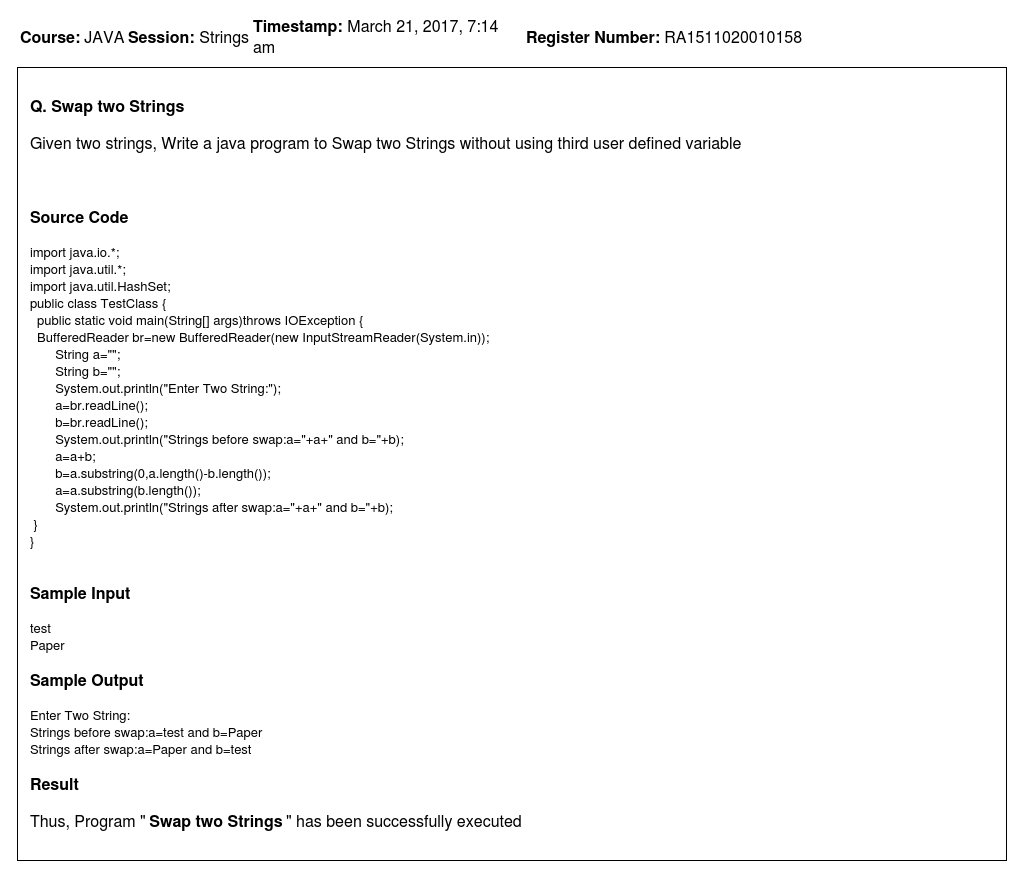 Course: JAVA Session: Strings Timestamp: March 21, 2017, 7:14 am Register Number: RA1511020010158
Q. Swap two Strings
Given two strings, Write a java program to Swap two Strings without using third user defined variable
Source Code
import java.io.*;
import java.util.*;
import java.util.HashSet;
public class TestClass {
  public static void main(String[] args)throws IOException {
  BufferedReader br=new BufferedReader(new InputStreamReader(System.in));
       String a="";
       String b="";
       System.out.println("Enter Two String:");
       a=br.readLine();
       b=br.readLine();
       System.out.println("Strings before swap:a="+a+" and b="+b);
       a=a+b;
       b=a.substring(0,a.length()-b.length());
       a=a.substring(b.length());
       System.out.println("Strings after swap:a="+a+" and b="+b);
 }
}
Sample Input
test
Paper
Sample Output
Enter Two String:
Strings before swap:a=test and b=Paper
Strings after swap:a=Paper and b=test
Result
Thus, Program " Swap two Strings " has been successfully executed